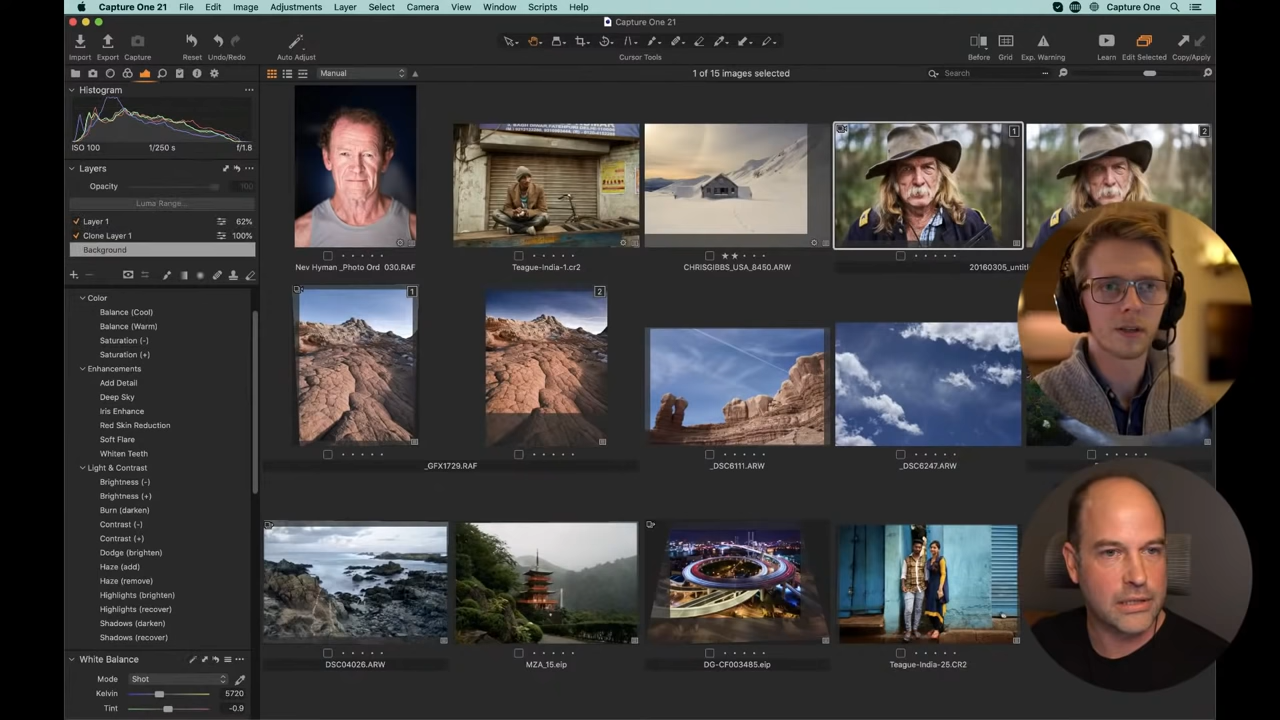 Capture One 21 File Edit Image Adjustments Layer Select Camera View Window Scripts Help Capture One
Capture One 21
Import Export Capture Reset Undo/Redo Auto Adjust Cursor Tools Before Grid Exp. Warning Learn Edit Selected Copy/Apply
Manual 1 of 15 images selected Search
Histogram
ISO 100 1/250 s f/1.8
Layers
Opacity 100
Luma Range...
Layer 1 62%
Clone Layer 1 100%
Background
Color
Balance (Cool)
Balance (Warm)
Saturation (-)
Saturation (+)
Enhancements
Add Detail
Deep Sky
Iris Enhance
Red Skin Reduction
Soft Flare
Whiten Teeth
Light & Contrast
Brightness (-)
Brightness (+)
Burn (darken)
Contrast (-)
Contrast (+)
Dodge (brighten)
Haze (add)
Haze (remove)
Highlights (brighten)
Highlights (recover)
Shadows (darken)
Shadows (recover)
White Balance
Mode Shot
Kelvin 5720
Tint -0.9
1 2
Nev Hyman _Photo Ord 030.RAF Teague-India-1.cr2 CHRISGIBBS_USA_8450.ARW 20160305_untitl
1 2
_GFX1729.RAF _DSC6111.ARW _DSC6247.ARW
DSC04026.ARW MZA_15.eip DG-CF003485.eip Teague-India-25.CR2